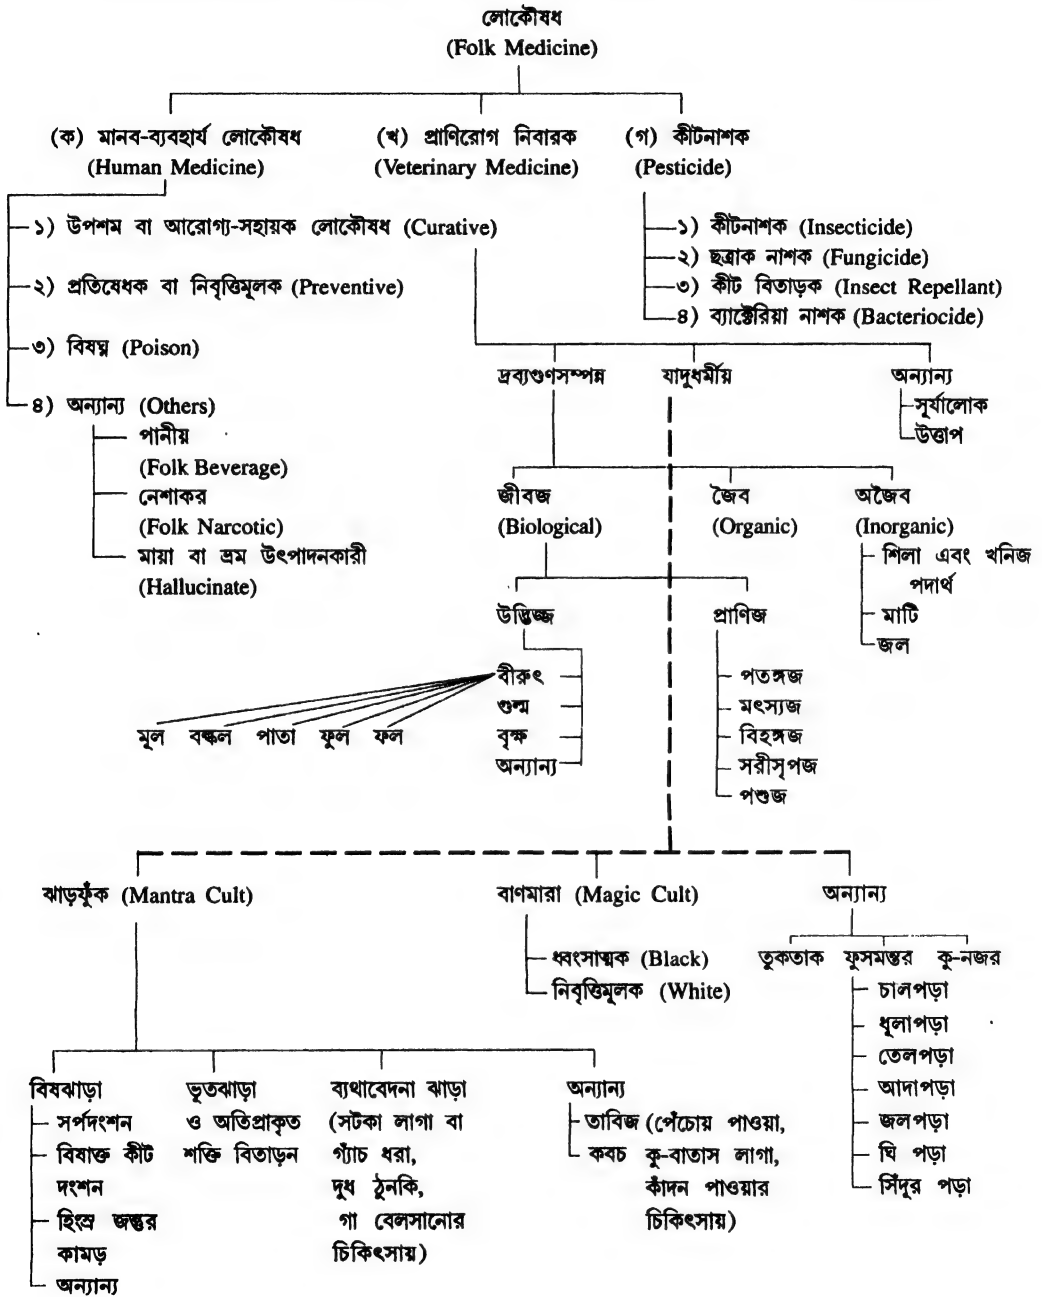 লোকৌষধ
(Folk Medicine)
(ক) মানব-ব্যবহার্য লোকৌষধ
(Human Medicine)
(খ) প্রাণিরোগ নিবারক
(Veterinary Medicine)
(গ) কীটনাশক
(Pesticide)
১) উপশম বা আরোগ্য-সহায়ক লোকৌষধ (Curative)
২) প্রতিষেধক বা নিবৃত্তিমূলক (Preventive)
৩) বিষঘ্ন (Poison)
৪) অন্যান্য (Others)
পানীয়
(Folk Beverage)
নেশাকর
(Folk Narcotic)
মায়া বা ভ্রম উৎপাদনকারী
(Hallucinate)
১) কীটনাশক (Insecticide)
২) ছত্রাক নাশক (Fungicide)
৩) কীট বিতাড়ক (Insect Repellant)
৪) ব্যাক্টেরিয়া নাশক (Bacteriocide)
দ্রব্যগুণসম্পন্ন
যাদুধর্মীয়
অন্যান্য
সূর্যালোক
উত্তাপ
জীবজ
(Biological)
জৈব
(Organic)
অজৈব
(Inorganic)
শিলা এবং খনিজ
পদার্থ
মাটি
জল
উদ্ভিজ্জ
বীরুৎ
গুল্ম
বৃক্ষ
অন্যান্য
মূল বল্কল পাতা ফুল ফল
প্রাণিজ
পতঙ্গজ
মৎস্যজ
বিহঙ্গজ
সরীসৃপজ
পশুজ
ঝাড়ফুঁক (Mantra Cult)
বাণমারা (Magic Cult)
অন্যান্য
ধ্বংসাত্মক (Black)
নিবৃত্তিমূলক (White)
তুকতাক ফুসমন্তর কু-নজর
চালপড়া
ধূলাপড়া
তেলপড়া
আদাপড়া
জলপড়া
ঘি পড়া
সিঁদূর পড়া
বিষঝাড়া
সর্পদংশন
বিষাক্ত কীট
দংশন
হিংস্র জন্তুর
কামড়
অন্যান্য
ভূতঝাড়া
ও অতিপ্রাকৃত
শক্তি বিতাড়ন
ব্যথাবেদনা ঝাড়া
(সটকা লাগা বা
গ্যাঁচ ধরা,
দুধ ঠুনকি,
গা বেলসানোর
চিকিৎসায়)
অন্যান্য
তাবিজ (পেঁচোয় পাওয়া,
কবচ কু-বাতাস লাগা,
কাঁদন পাওয়ার
চিকিৎসায়)